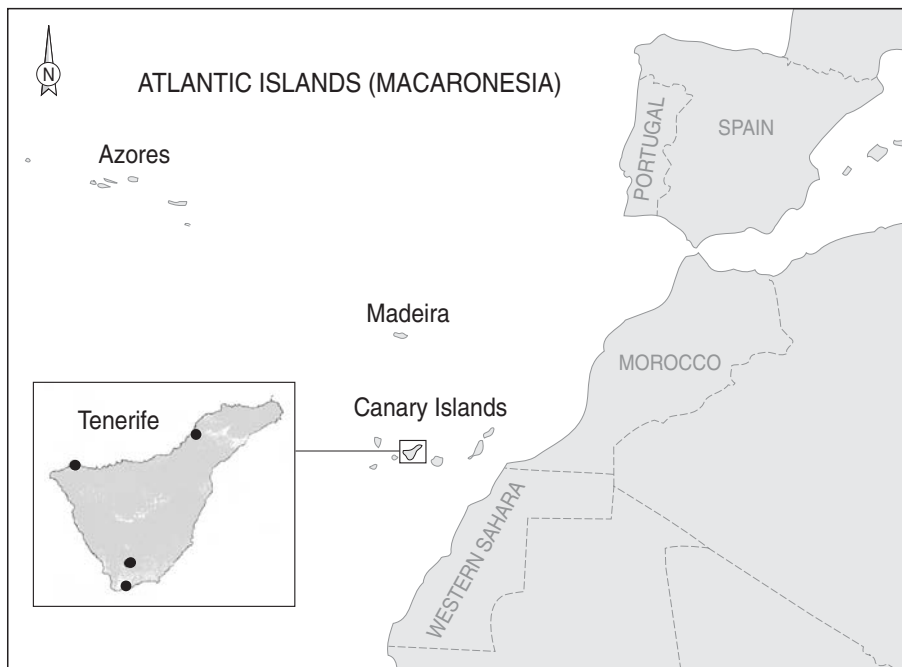 N
ATLANTIC ISLANDS (MACARONESIA)
Azores
PORTUGAL
SPAIN
Madeira
MOROCCO
Tenerife
Canary Islands
WESTERN SAHARA